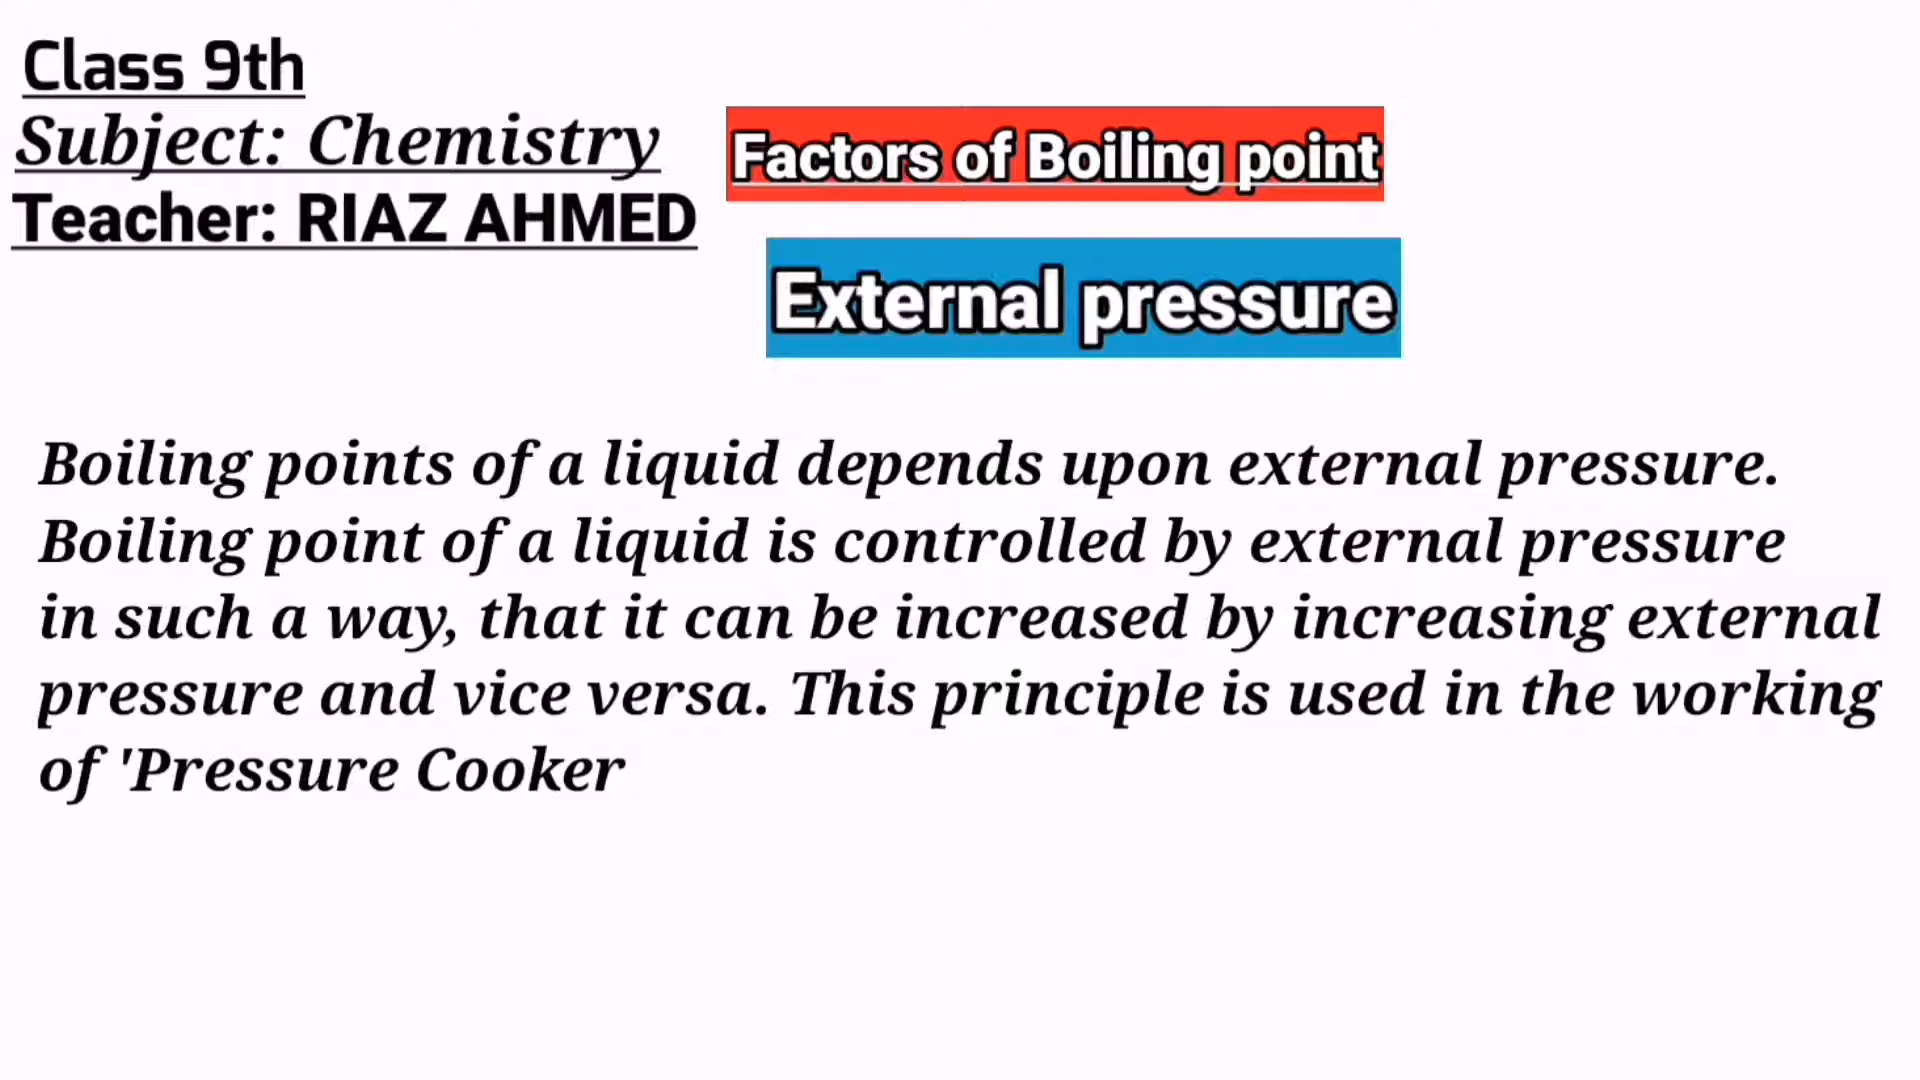 Class 9th
Subject: Chemistry
Teacher: RIAZ AHMED
Factors of Boiling point
External pressure
Boiling points of a liquid depends upon external pressure.
Boiling point of a liquid is controlled by external pressure
in such a way, that it can be increased by increasing external
pressure and vice versa. This principle is used in the working
of 'Pressure Cooker